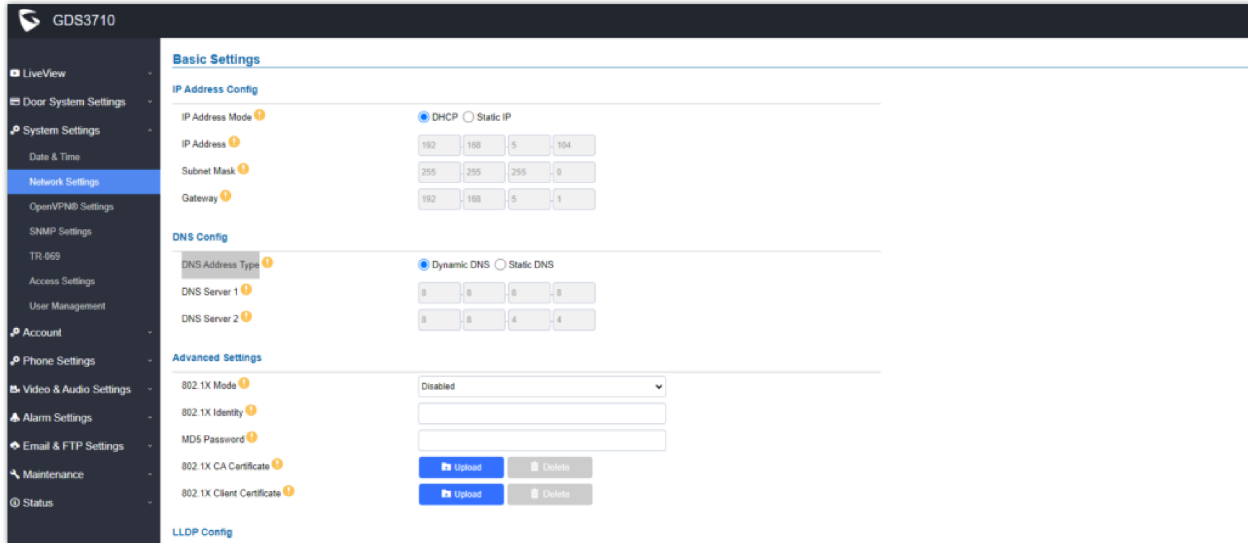 GDS3710
LiveView
Door System Settings
System Settings
Date & Time
Network Settings
OpenVPN® Settings
SNMP Settings
TR-069
Access Settings
User Management
Account
Phone Settings
Video & Audio Settings
Alarm Settings
Email & FTP Settings
Maintenance
Status
Basic Settings
IP Address Config
IP Address Mode DHCP Static IP
IP Address 192 . 168 . 5 . 104
Subnet Mask 255 . 255 . 255 . 0
Gateway 192 . 168 . 5 . 1
DNS Config
DNS Address Type Dynamic DNS Static DNS
DNS Server 1 8 . 8 . 8 . 8
DNS Server 2 8 . 8 . 4 . 4
Advanced Settings
802.1X Mode Disabled
802.1X Identity
MD5 Password
802.1X CA Certificate Upload Delete
802.1X Client Certificate Upload Delete
LLDP Config